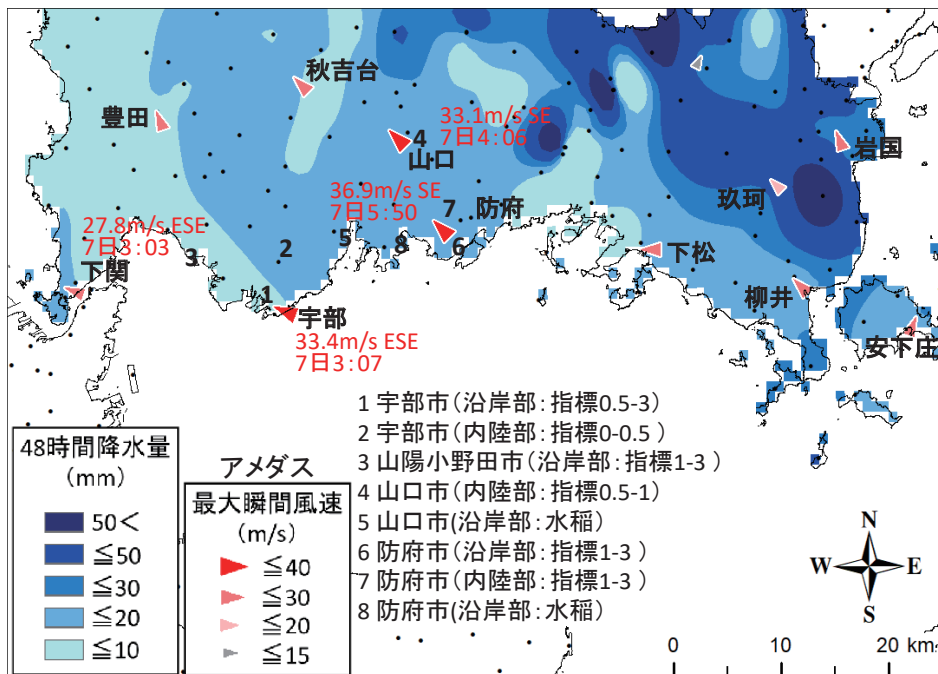 秋吉台
豊田
33.1m/s SE
7日4：06
4
山口
岩国
36.9m/s SE
7日5：50
玖珂
7
防府
27.8m/s ESE
7日3：03
3
2
5
8
6
下松
下関
柳井
1
宇部
安下庄
33.4m/s ESE
7日3：07
1 宇部市（沿岸部：指標0.5-3）
2 宇部市（内陸部：指標0-0.5）
3 山陽小野田市（沿岸部：指標1-3）
4 山口市（内陸部：指標0.5-1）
5 山口市(沿岸部：水稲）
6 防府市（沿岸部：指標1-3）
7 防府市（内陸部：指標1-3）
8 防府市(沿岸部：水稲）
48時間降水量
（mm）
50＜
≦50
≦30
≦20
≦10
アメダス
最大瞬間風速
（m/s）
≦40
≦30
≦20
≦15
N
W
E
S
0
10
20 km